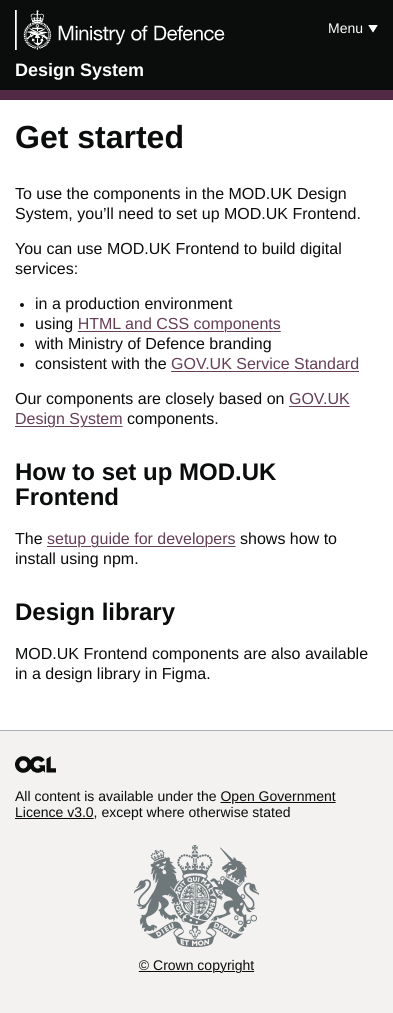 Ministry of Defence
Menu
Design System
Get started
To use the components in the MOD.UK Design
System, you’ll need to set up MOD.UK Frontend.
You can use MOD.UK Frontend to build digital
services:
in a production environment
using HTML and CSS components
with Ministry of Defence branding
consistent with the GOV.UK Service Standard
Our components are closely based on GOV.UK
Design System components.
How to set up MOD.UK
Frontend
The setup guide for developers shows how to
install using npm.
Design library
MOD.UK Frontend components are also available
in a design library in Figma.
OGL
All content is available under the Open Government
Licence v3.0, except where otherwise stated
DIEU ET MON DROIT
© Crown copyright